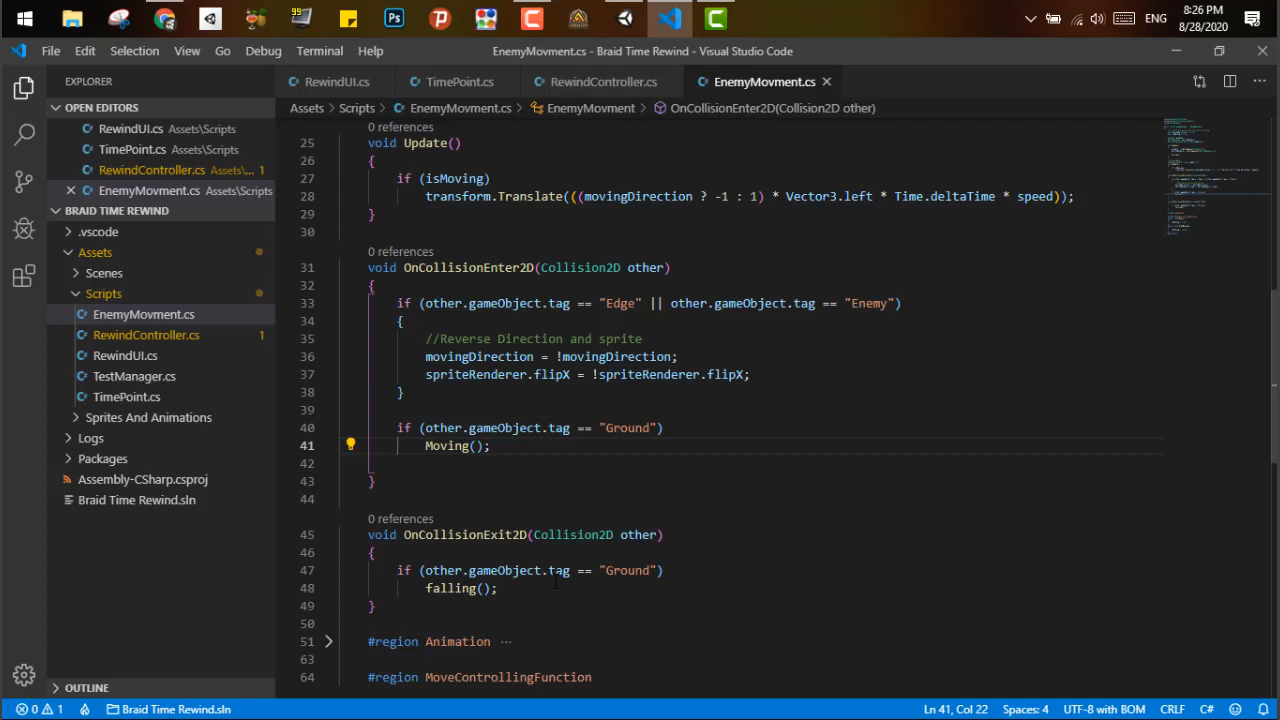 8:26 PM
ENG
8/28/2020
File Edit Selection View Go Debug Terminal Help
EnemyMovment.cs - Braid Time Rewind - Visual Studio Code
EXPLORER
RewindUI.cs TimePoint.cs RewindController.cs EnemyMovment.cs
OPEN EDITORS
Assets > Scripts > EnemyMovment.cs > EnemyMovment > OnCollisionEnter2D(Collision2D other)
RewindUI.cs Assets\Scripts
TimePoint.cs Assets\Scripts
RewindController.cs Assets\... 1
EnemyMovment.cs Assets\Scripts
BRAID TIME REWIND
.vscode
Assets
Scenes
Scripts
EnemyMovment.cs
RewindController.cs 1
RewindUI.cs
TestManager.cs
TimePoint.cs
Sprites And Animations
Logs
Packages
Assembly-CSharp.csproj
Braid Time Rewind.sln
OUTLINE
0 references
25 void Update()
26 {
27 if (isMoving)
28 transform.Translate(((movingDirection ? -1 : 1) * Vector3.left * Time.deltaTime * speed));
29 }
30
0 references
31 void OnCollisionEnter2D(Collision2D other)
32 {
33 if (other.gameObject.tag == "Edge" || other.gameObject.tag == "Enemy")
34 {
35 //Reverse Direction and sprite
36 movingDirection = !movingDirection;
37 spriteRenderer.flipX = !spriteRenderer.flipX;
38 }
39
40 if (other.gameObject.tag == "Ground")
41 Moving();
42
43 }
44
0 references
45 void OnCollisionExit2D(Collision2D other)
46 {
47 if (other.gameObject.tag == "Ground")
48 falling();
49 }
50
51 #region Animation ...
63
64 #region MoveControllingFunction
0 1 Braid Time Rewind.sln
Ln 41, Col 22 Spaces: 4 UTF-8 with BOM CRLF C#